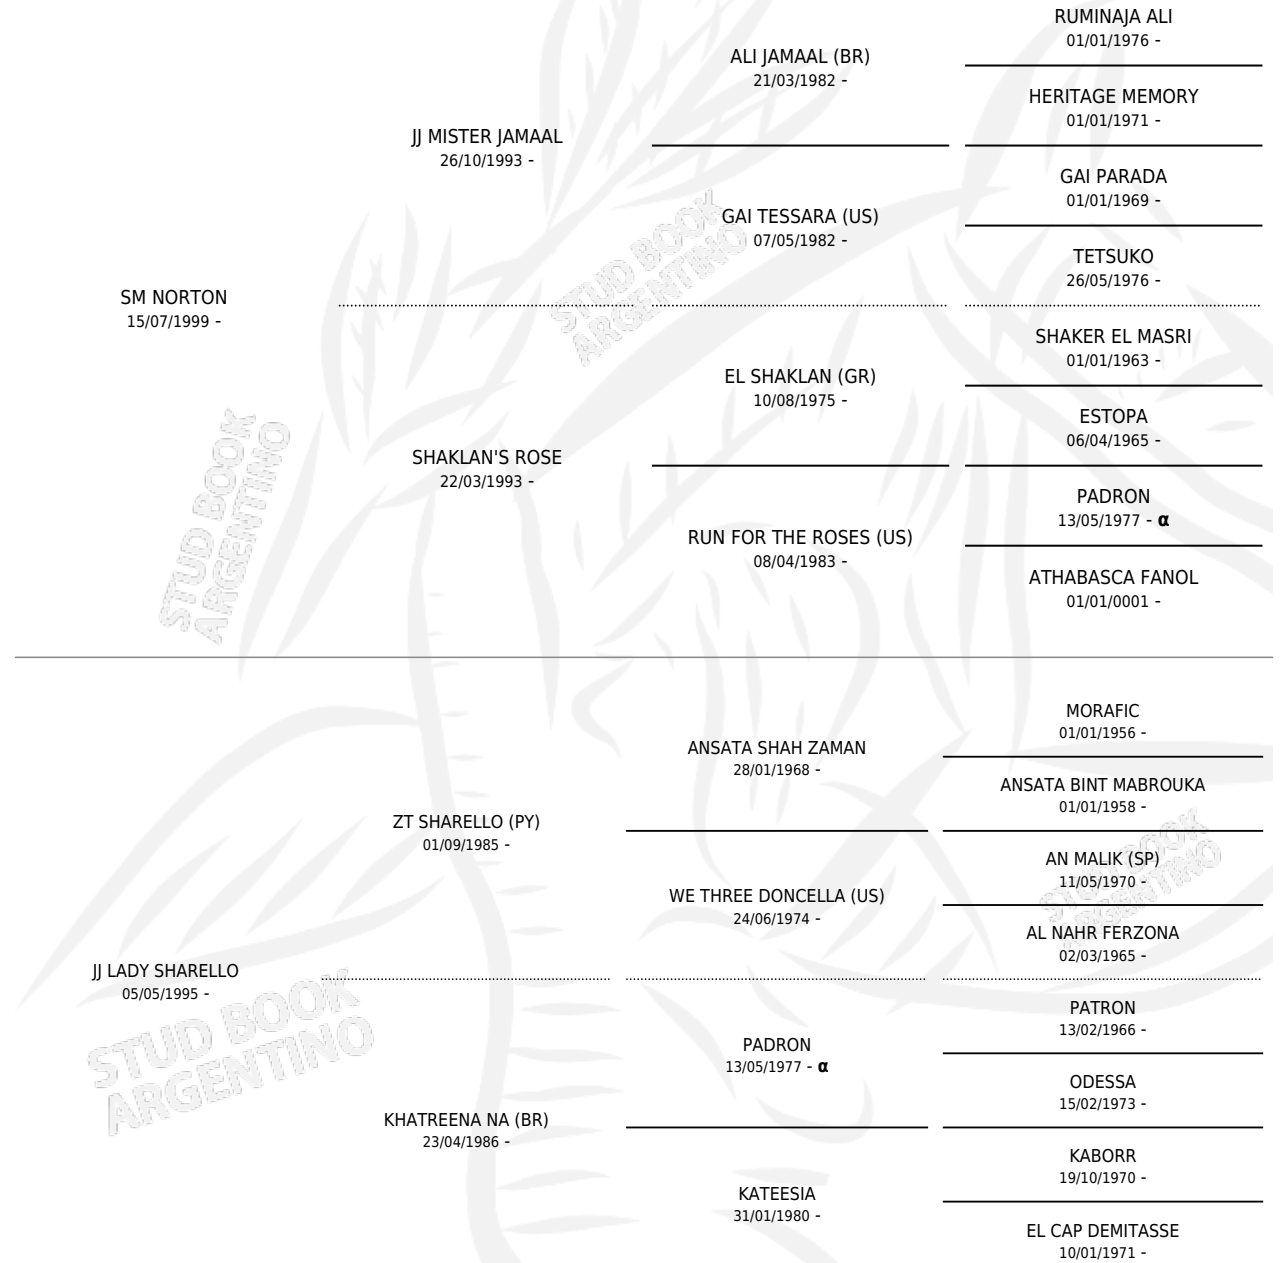 RUMINAJA ALI
01/01/1976 -
ALI JAMAAL (BR)
21/03/1982 -
HERITAGE MEMORY
01/01/1971 -
JJ MISTER JAMAAL
26/10/1993 -
GAI PARADA
01/01/1969 -
GAI TESSARA (US)
07/05/1982 -
TETSUKO
26/05/1976 -
SM NORTON
15/07/1999 -
SHAKER EL MASRI
01/01/1963 -
EL SHAKLAN (GR)
10/08/1975 -
ESTOPA
06/04/1965 -
SHAKLAN'S ROSE
22/03/1993 -
PADRON
13/05/1977 - α
RUN FOR THE ROSES (US)
08/04/1983 -
ATHABASCA FANOL
01/01/0001 -
MORAFIC
01/01/1956 -
ANSATA SHAH ZAMAN
28/01/1968 -
ANSATA BINT MABROUKA
01/01/1958 -
ZT SHARELLO (PY)
01/09/1985 -
AN MALIK (SP)
11/05/1970 -
WE THREE DONCELLA (US)
24/06/1974 -
AL NAHR FERZONA
02/03/1965 -
JJ LADY SHARELLO
05/05/1995 -
PATRON
13/02/1966 -
PADRON
13/05/1977 - α
ODESSA
15/02/1973 -
KHATREENA NA (BR)
23/04/1986 -
KABORR
19/10/1970 -
KATEESIA
31/01/1980 -
EL CAP DEMITASSE
10/01/1971 -
STUD BOOK
ARGENTINO
STUD BOOK
ARGENTINO
STUD BOOK
ARGENTINO
STUD BOOK
ARGENTINO